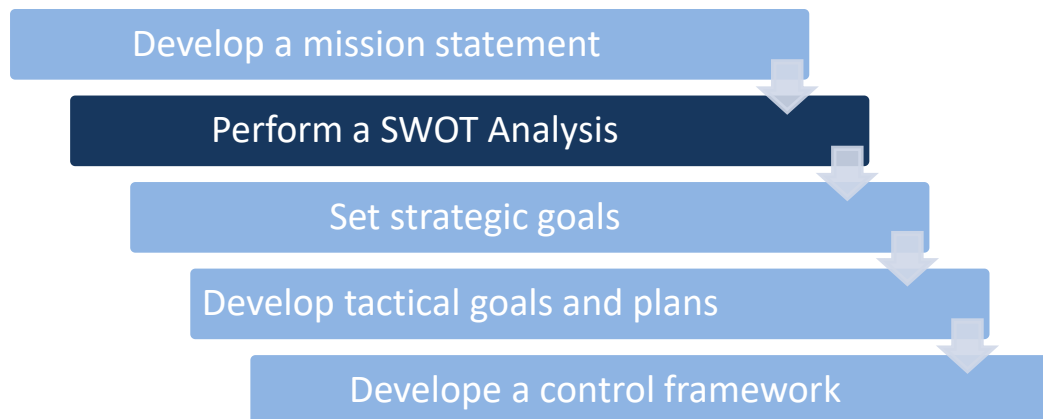 Develop a mission statement
Perform a SWOT Analysis
Set strategic goals
Develop tactical goals and plans
Develope a control framework